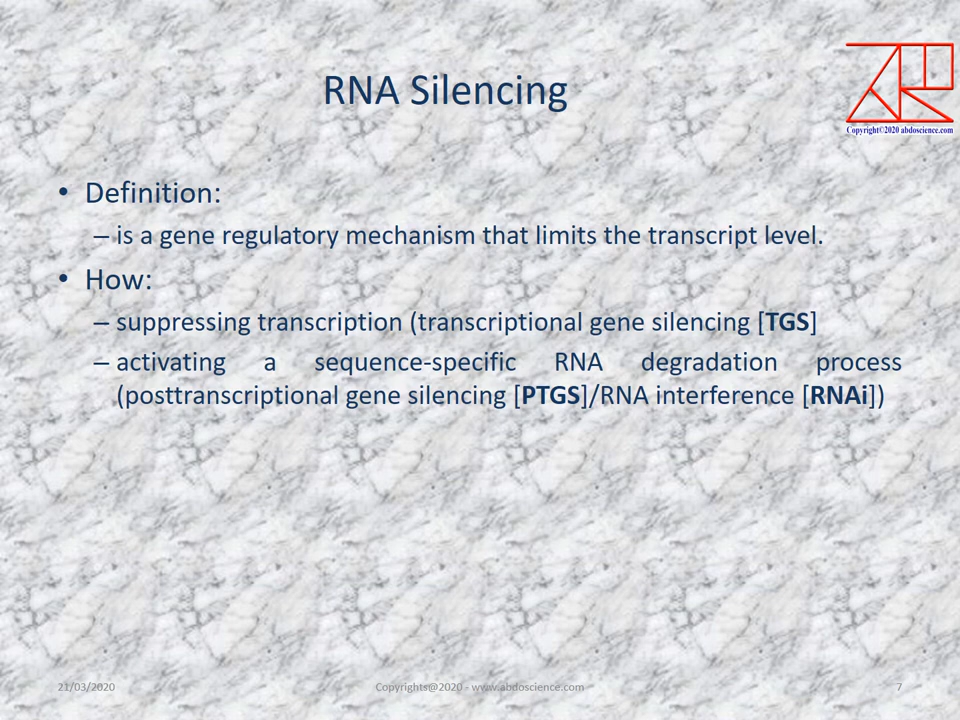 Copyright©2020 abdoscience.com
RNA Silencing
• Definition:
– is a gene regulatory mechanism that limits the transcript level.
• How:
– suppressing transcription (transcriptional gene silencing [TGS]
– activating a sequence-specific RNA degradation process
(posttranscriptional gene silencing [PTGS]/RNA interference [RNAi])
21/03/2020
Copyrights@2020 - www.abdoscience.com
7